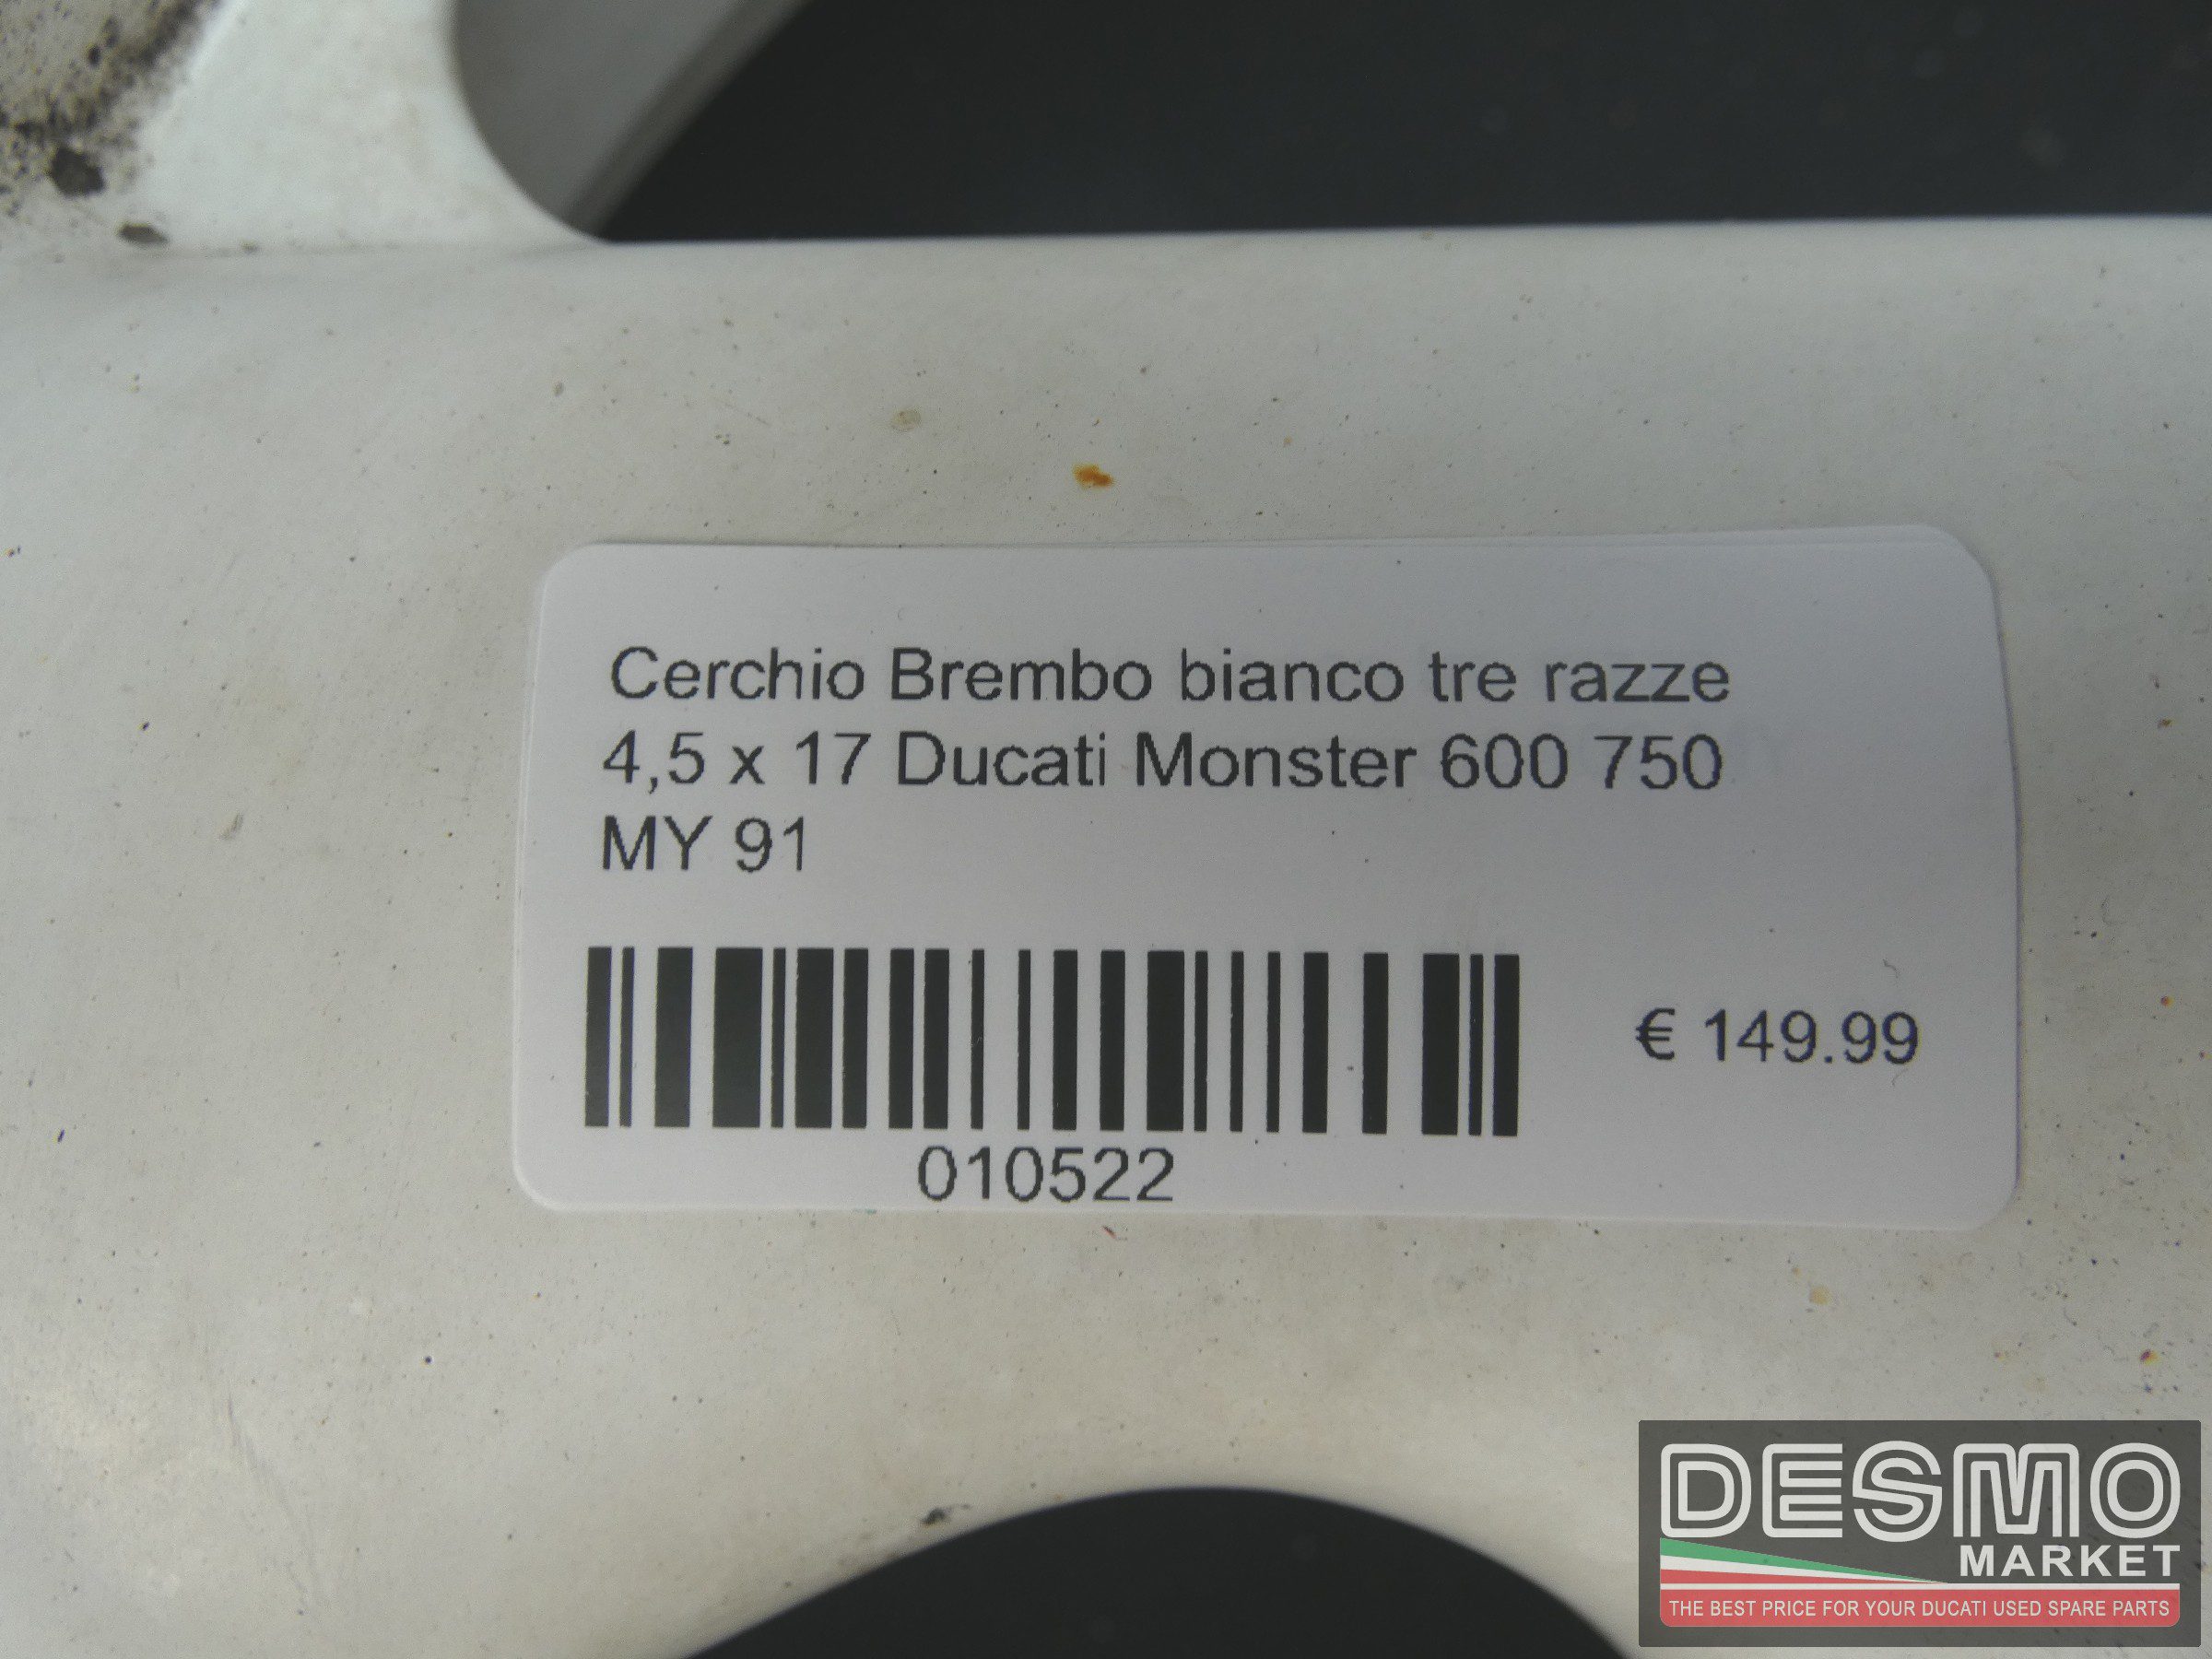 Cerchio Brembo bianco tre razze
4,5 x 17 Ducati Monster 600 750
MY 91
€ 149.99
010522
DESMO
MARKET
THE BEST PRICE FOR YOUR DUCATI USED SPARE PARTS